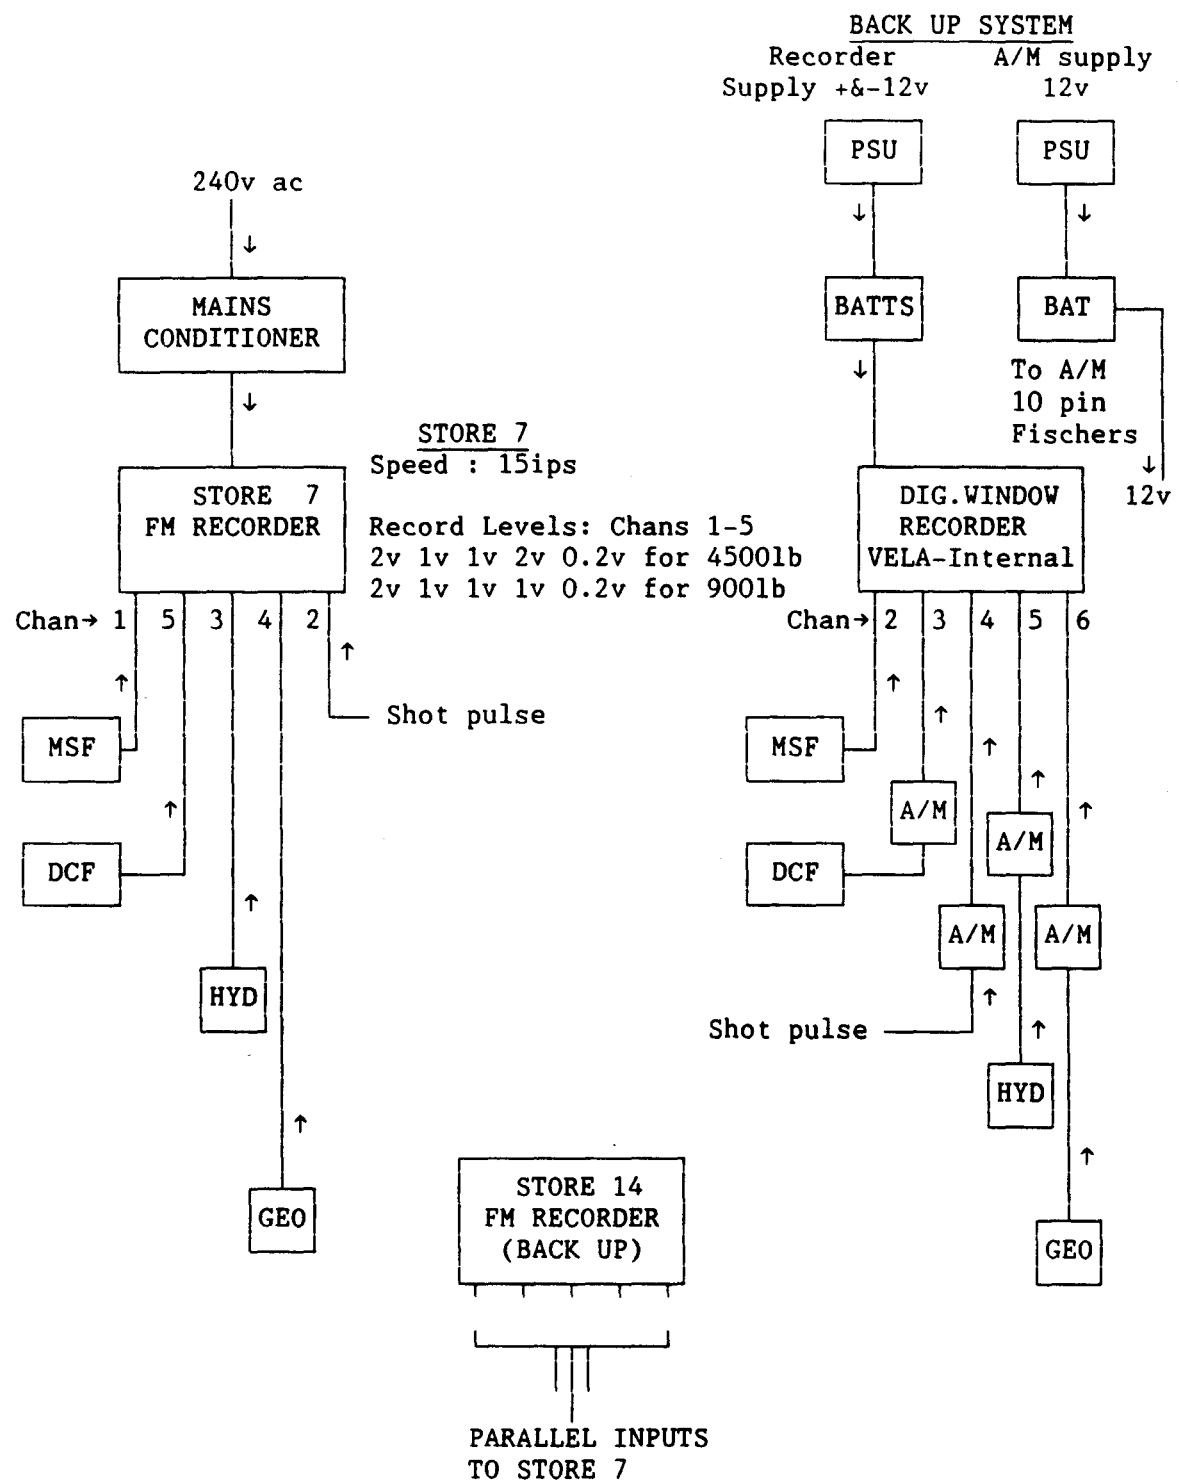 BACK UP SYSTEM
Recorder
Supply +&-12v
A/M supply
12v
PSU
PSU
240v ac
↓
↓
↓
MAINS
CONDITIONER
BATTS
BAT
↓
↓
To A/M
10 pin
Fischers
↓
12v
STORE 7
Speed : 15ips
STORE 7
FM RECORDER
Record Levels: Chans 1-5
2v 1v 1v 2v 0.2v for 4500lb
2v 1v 1v 1v 0.2v for 900lb
DIG.WINDOW
RECORDER
VELA-Internal
Chan→ 1 5 3 4 2
Chan→ 2 3 4 5 6
↑
↑
↑
Shot pulse
↑
MSF
MSF
↑
↑
↑
↑
A/M
A/M
DCF
DCF
↑
A/M
A/M
HYD
↑
Shot pulse
↑
HYD
↑
↑
GEO
GEO
STORE 14
FM RECORDER
(BACK UP)
PARALLEL INPUTS
TO STORE 7